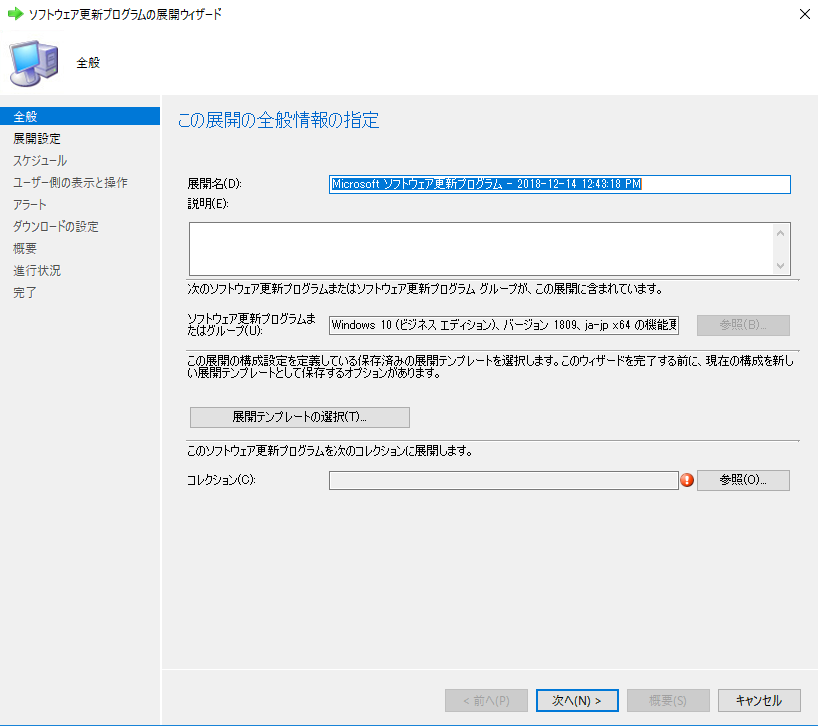 ソフトウェア更新プログラムの展開ウィザード
全般
全般
展開設定
スケジュール
ユーザー側の表示と操作
アラート
ダウンロードの設定
概要
進行状況
完了
この展開の全般情報の指定
展開名(D):
Microsoft ソフトウェア更新プログラム - 2018-12-14 12:43:18 PM
説明(E):
次のソフトウェア更新プログラムまたはソフトウェア更新プログラム グループが、この展開に含まれています。
ソフトウェア更新プログラムま
たはグループ(U):
Windows 10 (ビジネス エディション)、バージョン 1809、ja-jp x64 の機能更
参照(B)...
この展開の構成設定を定義している保存済みの展開テンプレートを選択します。このウィザードを完了する前に、現在の構成を新し
い展開テンプレートとして保存するオプションがあります。
展開テンプレートの選択(T)...
このソフトウェア更新プログラムを次のコレクションに展開します。
コレクション(C):
参照(O)...
< 前へ(P)
次へ(N) >
概要(S)
キャンセル